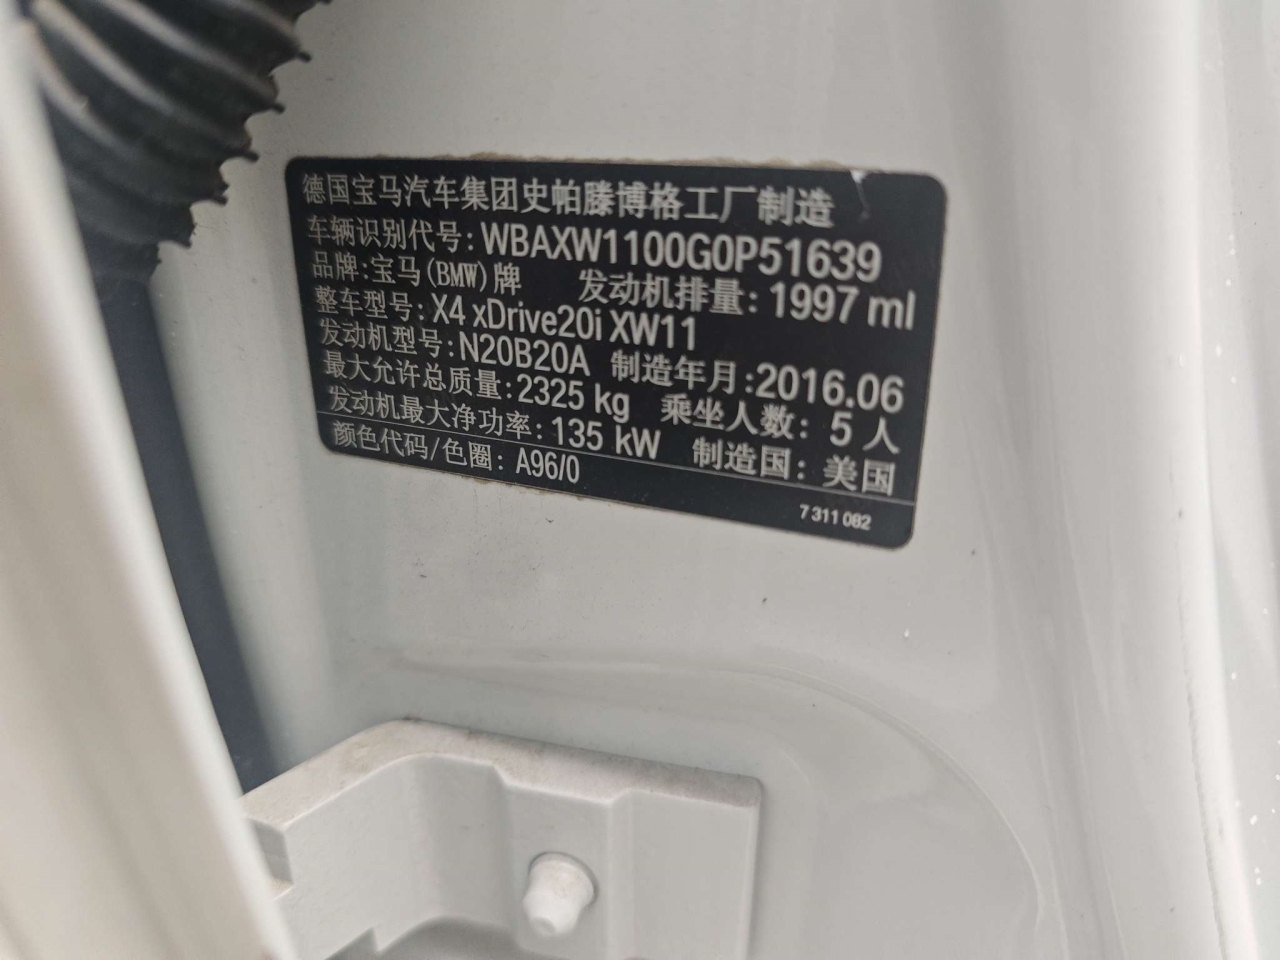 德国宝马汽车集团史帕滕博格工厂制造
车辆识别代号: WBAXW1100G0P51639
品牌: 宝马(BMW)牌 发动机排量: 1997 ml
整车型号: X4 xDrive20i XW11
发动机型号: N20B20A 制造年月: 2016.06
最大允许总质量: 2325 kg 乘坐人数: 5 人
发动机最大净功率: 135 kW 制造国: 美国
颜色代码/色圈: A96/0
7 311 082